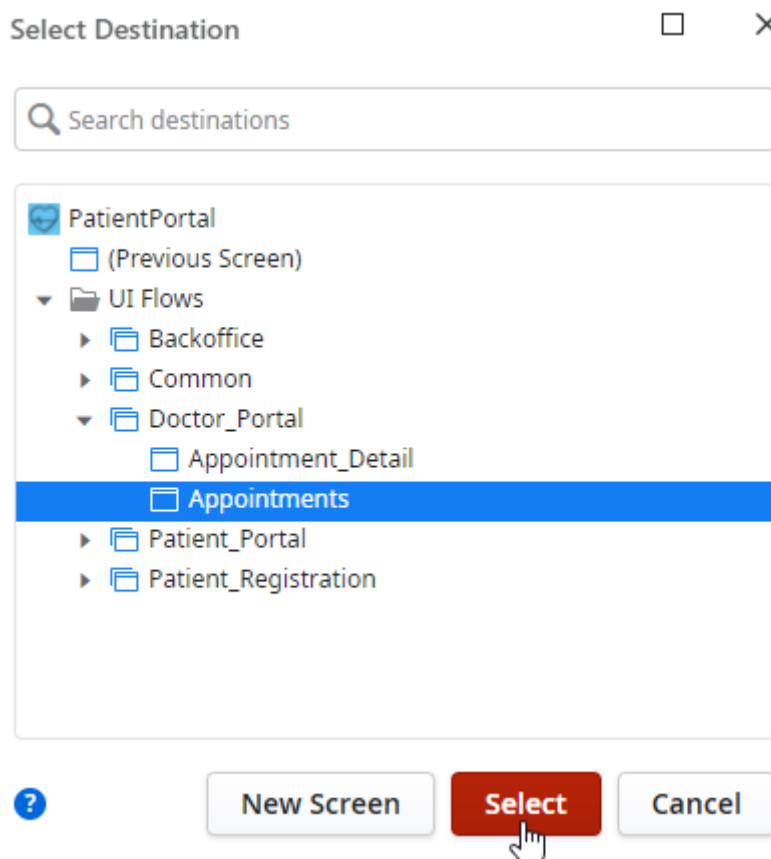 Select Destination
Search destinations
PatientPortal
(Previous Screen)
UI Flows
Backoffice
Common
Doctor_Portal
Appointment_Detail
Appointments
Patient_Portal
Patient_Registration
? New Screen Select Cancel